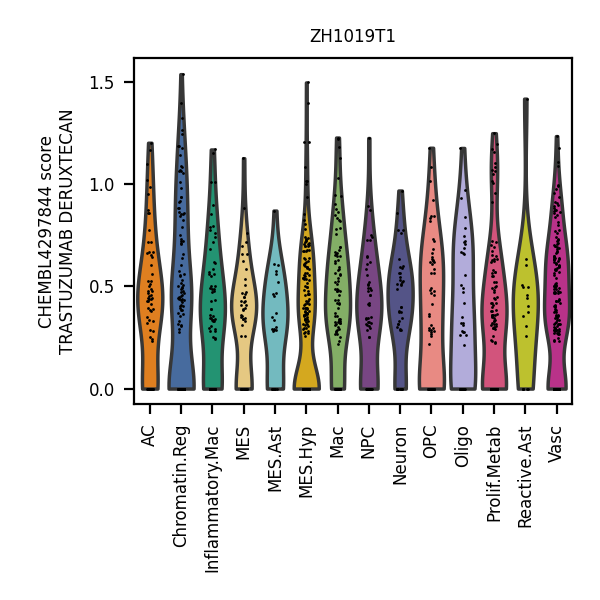 ZH1019T1
CHEMBL4297844 score
TRASTUZUMAB DERUXTECAN
1.5
1.0
0.5
0.0
AC
Chromatin.Reg
Inflammatory.Mac
MES
MES.Ast
MES.Hyp
Mac
NPC
Neuron
OPC
Oligo
Prolif.Metab
Reactive.Ast
Vasc